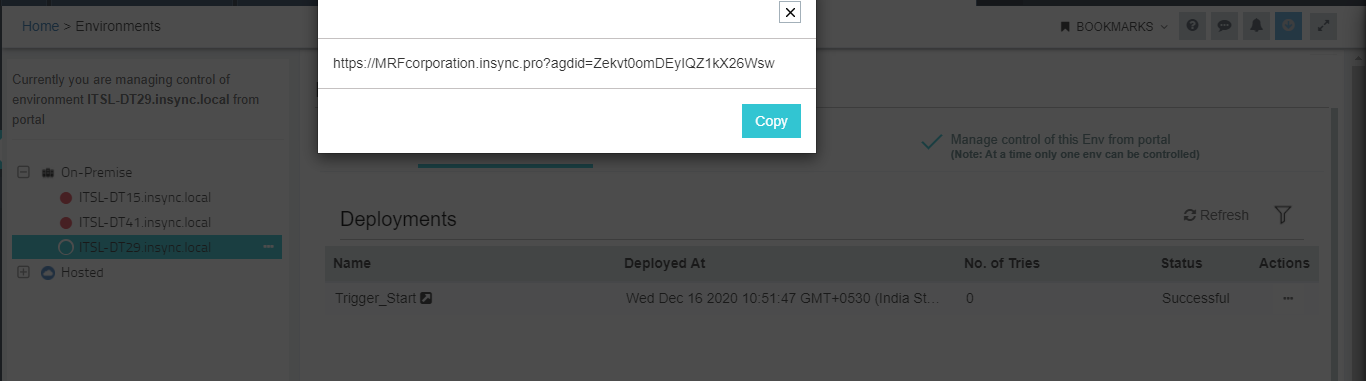 Home > Environments
BOOKMARKS
https://MRFcorporation.insync.pro?agdid=Zekvt0omDEyIQZ1kX26Wsw
Copy
Currently you are managing control of
environment ITSL-DT29.insync.local from
portal
On-Premise
ITSL-DT15.insync.local
ITSL-DT41.insync.local
ITSL-DT29.insync.local
Hosted
Manage control of this Env from portal
(Note: At a time only one env can be controlled)
Deployments
Refresh
Name Deployed At No. of Tries Status Actions
Trigger_Start Wed Dec 16 2020 10:51:47 GMT+0530 (India St... 0 Successful